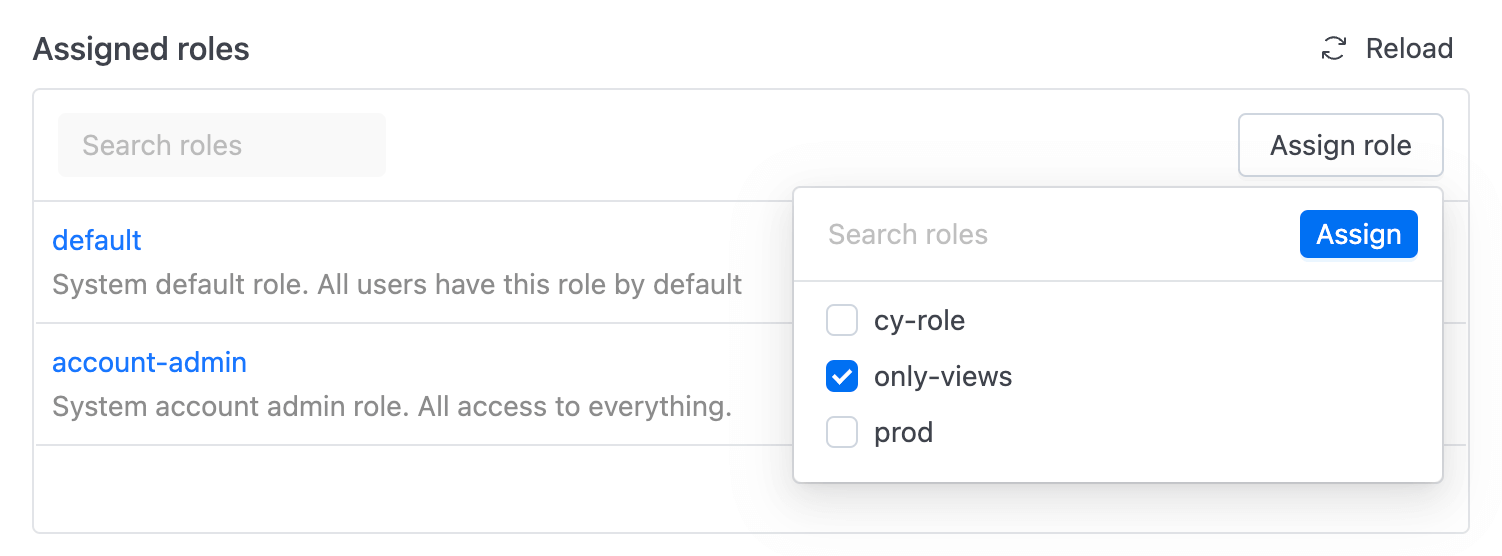 Assigned roles
Reload
Search roles
Assign role
default
System default role. All users have this role by default
account-admin
System account admin role. All access to everything.
Search roles
Assign
cy-role
only-views
prod